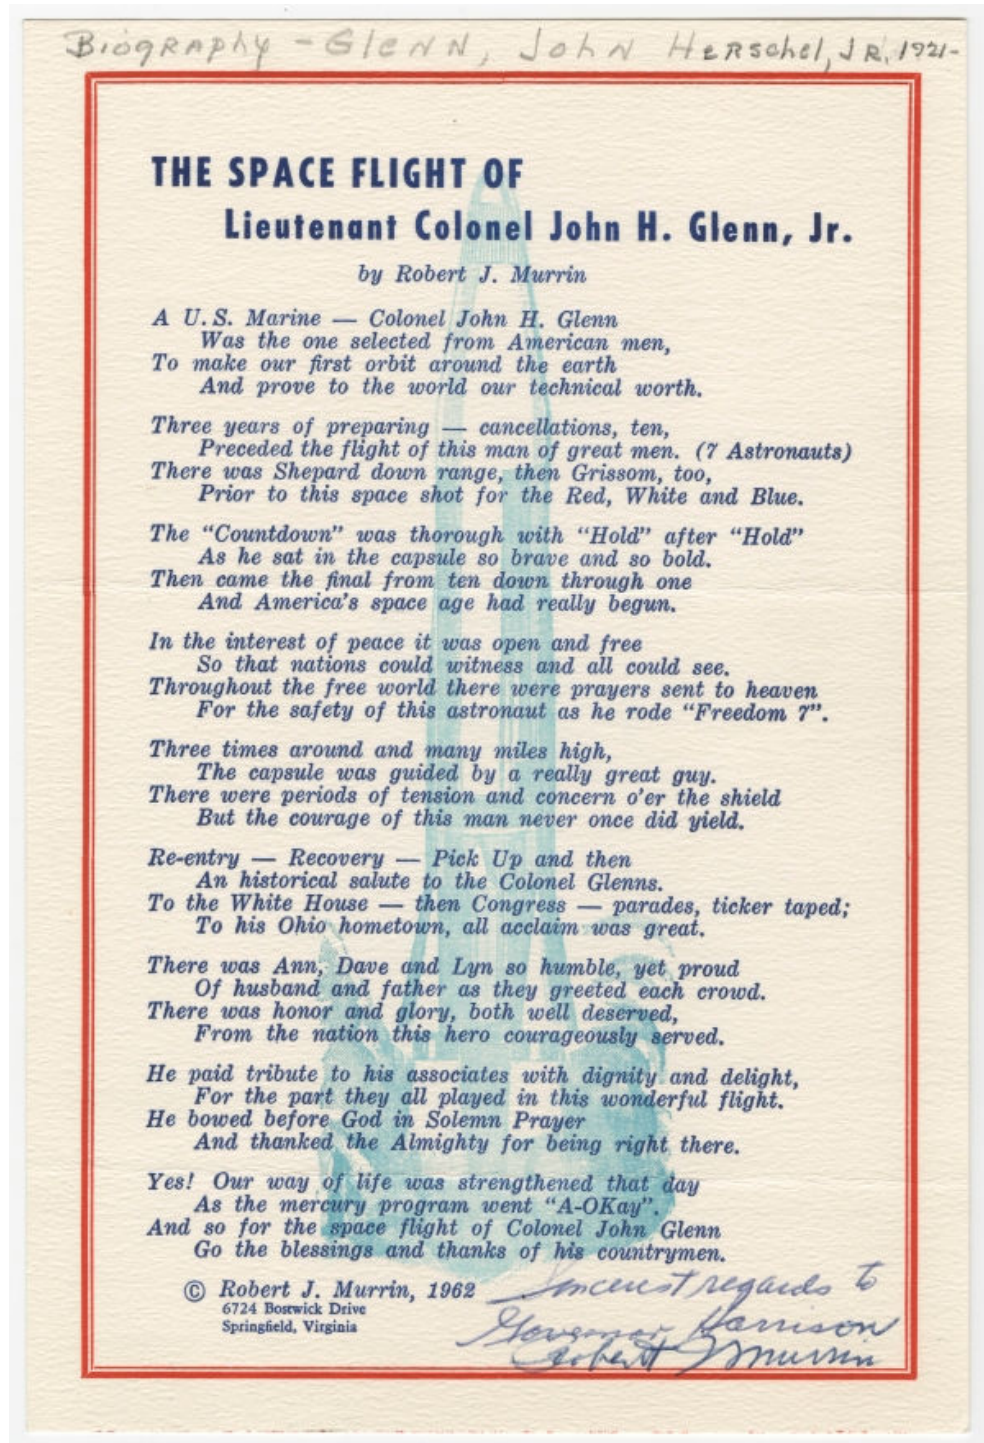 Biography - Glenn, John Herschel, Jr. 1921-
THE SPACE FLIGHT OF
Lieutenant Colonel John H. Glenn, Jr.
by Robert J. Murrin
A U.S. Marine — Colonel John H. Glenn
Was the one selected from American men,
To make our first orbit around the earth
And prove to the world our technical worth.
Three years of preparing — cancellations, ten,
Preceded the flight of this man of great men. (7 Astronauts)
There was Shepard down range, then Grissom, too,
Prior to this space shot for the Red, White and Blue.
The “Countdown” was thorough with “Hold” after “Hold”
As he sat in the capsule so brave and so bold.
Then came the final from ten down through one
And America's space age had really begun.
In the interest of peace it was open and free
So that nations could witness and all could see.
Throughout the free world there were prayers sent to heaven
For the safety of this astronaut as he rode “Freedom 7”.
Three times around and many miles high,
The capsule was guided by a really great guy.
There were periods of tension and concern o'er the shield
But the courage of this man never once did yield.
Re-entry — Recovery — Pick Up and then
An historical salute to the Colonel Glenns.
To the White House — then Congress — parades, ticker taped;
To his Ohio hometown, all acclaim was great.
There was Ann, Dave and Lyn so humble, yet proud
Of husband and father as they greeted each crowd.
There was honor and glory, both well deserved,
From the nation this hero courageously served.
He paid tribute to his associates with dignity and delight,
For the part they all played in this wonderful flight.
He bowed before God in Solemn Prayer
And thanked the Almighty for being right there.
Yes! Our way of life was strengthened that day
As the mercury program went “A-OKay”.
And so for the space flight of Colonel John Glenn
Go the blessings and thanks of his countrymen.
© Robert J. Murrin, 1962
6724 Bostwick Drive
Springfield, Virginia
Sincerest regards to
Governor Harrison
Robert J Murrin